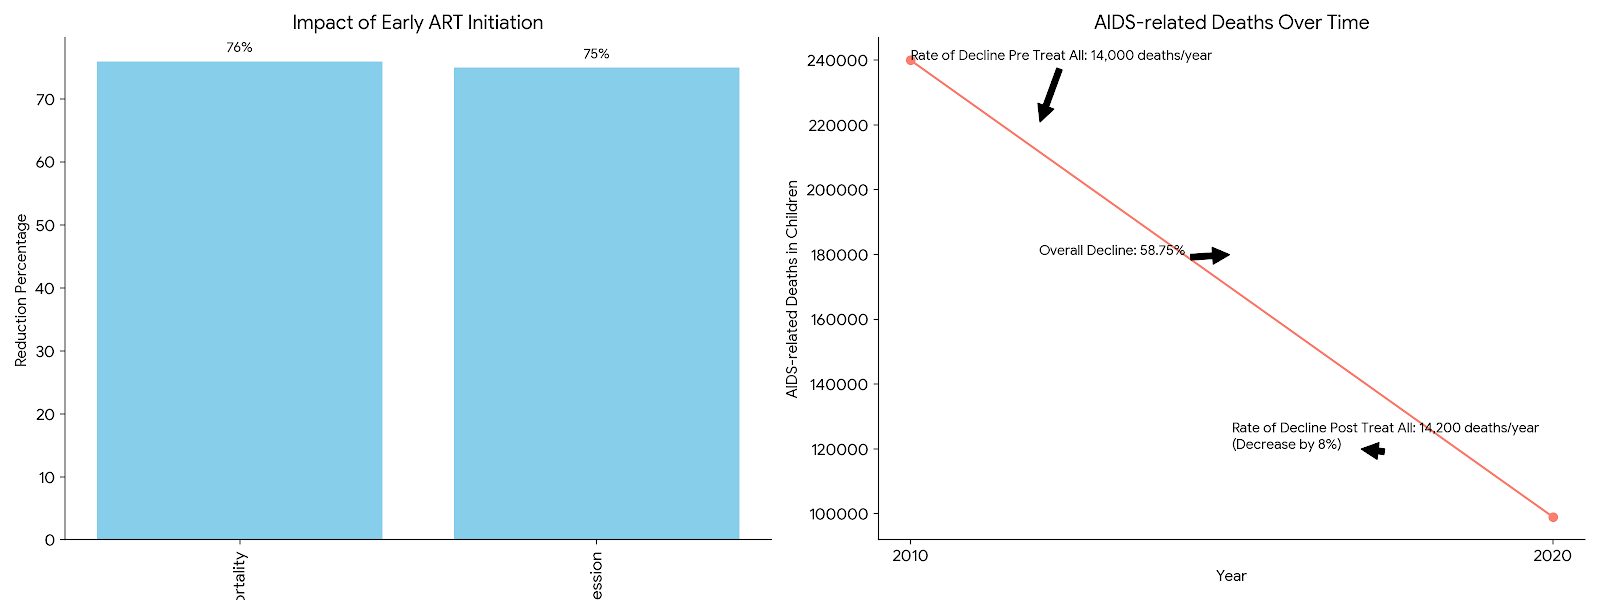 Impact of Early ART Initiation
76%
75%
Reduction Percentage
70
60
50
40
30
20
10
0
ortality
ession
AIDS-related Deaths Over Time
Rate of Decline Pre Treat All: 14,000 deaths/year
Overall Decline: 58.75%
Rate of Decline Post Treat All: 14,200 deaths/year
(Decrease by 8%)
AIDS-related Deaths in Children
240000
220000
200000
180000
160000
140000
120000
100000
2010
2020
Year